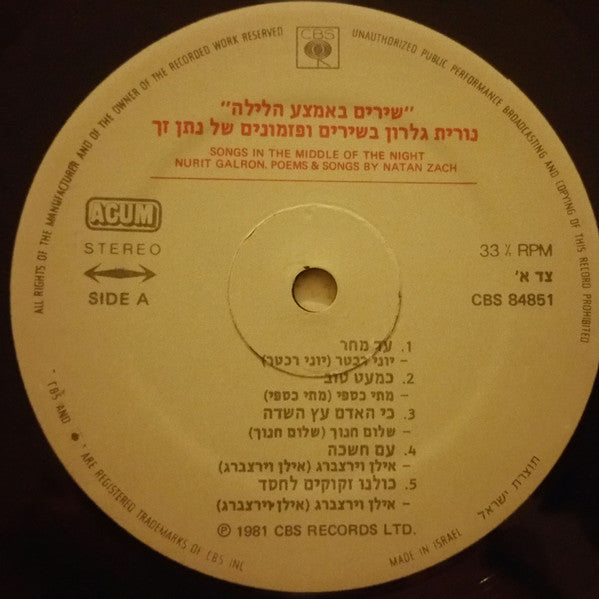 ALL RIGHTS OF THE MANUFACTURER AND OF THE OWNER OF THE RECORDED WORK RESERVED
CBS
UNAUTHORIZED PUBLIC PERFORMANCE BROADCASTING AND COPYING OF THIS RECORD PROHIBITED
"שירים באמצע הלילה"
נורית גלרון בשירים ופזמונים של נתן זך
SONGS IN THE MIDDLE OF THE NIGHT
NURIT GALRON, POEMS & SONGS BY NATAN ZACH
ACUM
STEREO
SIDE A
33 ⅓ RPM
צד א'
CBS 84851
1. עד מחר
– יוני רכטר (יוני רכטר)
2. כמעט טוב
– מתי כספי (מתי כספי)
3. כי האדם עץ השדה
– שלום חנוך (שלום חנוך)
4. עם חשכה
– אילן וירצברג (אילן וירצברג)
5. כולנו זקוקים לחסד
– אילן וירצברג (אילן וירצברג)
℗ 1981 CBS RECORDS LTD.
CBS AND ARE REGISTERED TRADEMARKS OF CBS INC
MADE IN ISRAEL
תוצרת ישראל